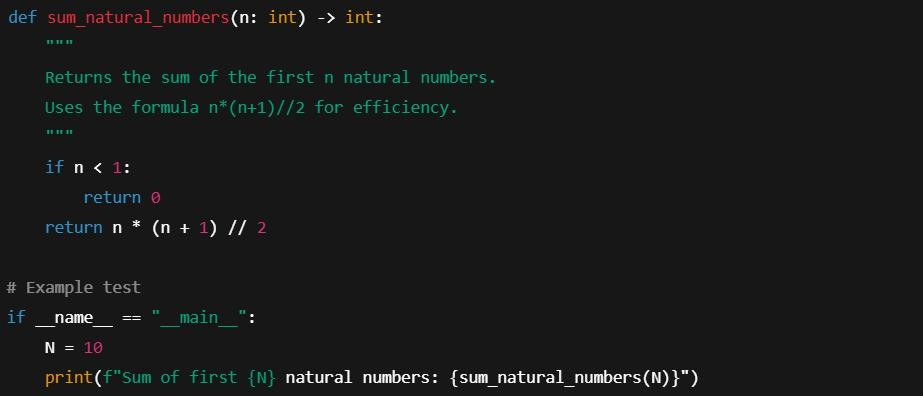 def sum_natural_numbers(n: int) -> int:
    """
    Returns the sum of the first n natural numbers.
    Uses the formula n*(n+1)//2 for efficiency.
    """
    if n < 1:
        return 0
    return n * (n + 1) // 2

# Example test
if __name__ == "__main__":
    N = 10
    print(f"Sum of first {N} natural numbers: {sum_natural_numbers(N)}")